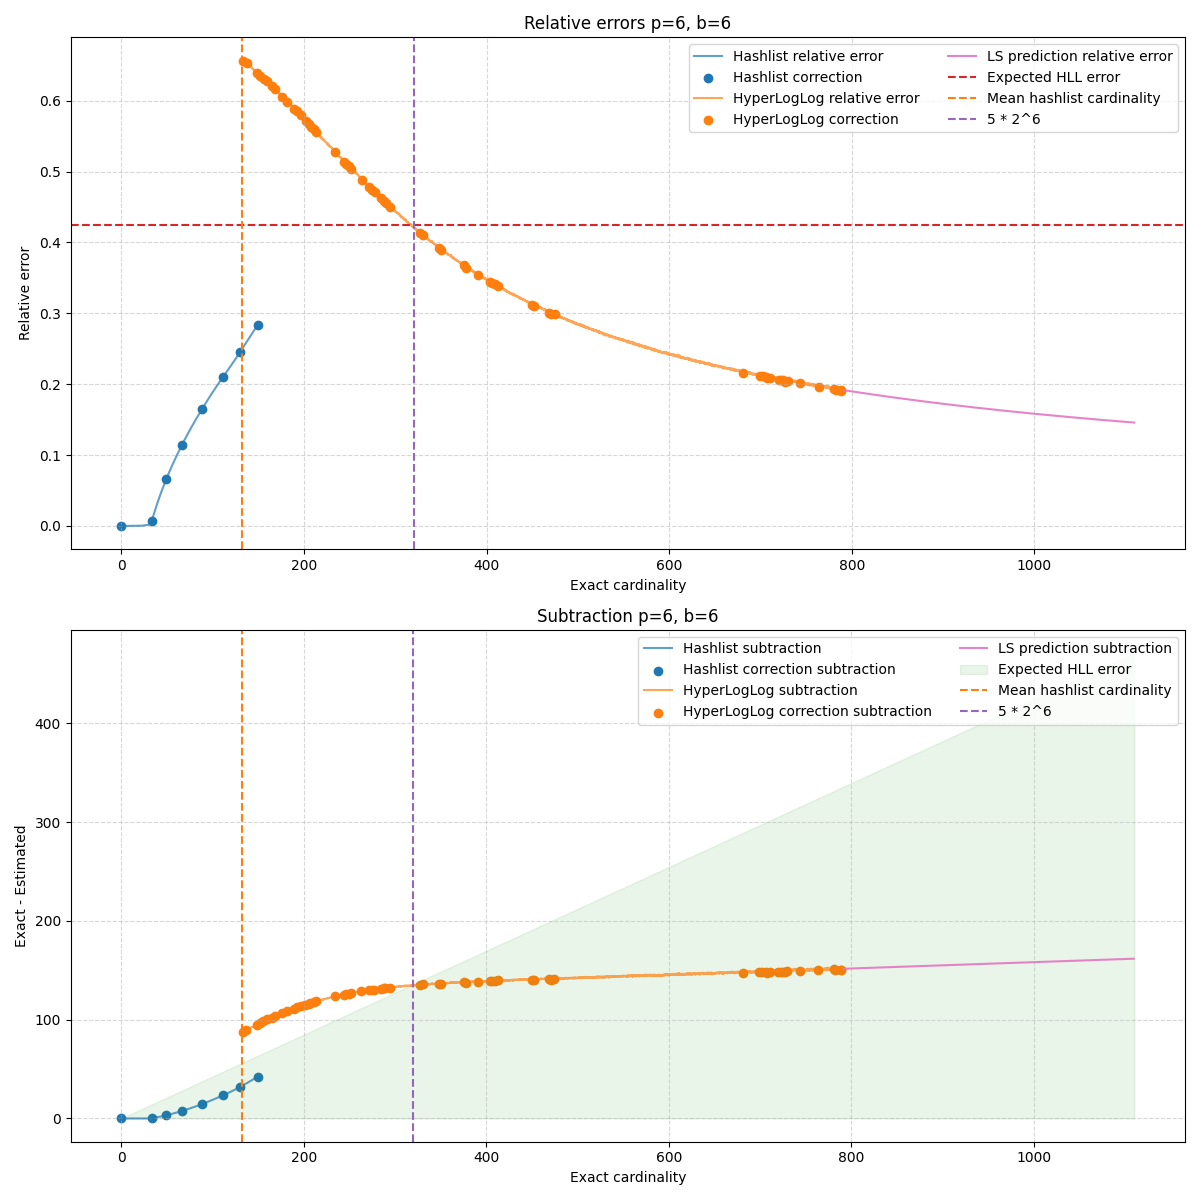 Relative errors p=6, b=6
Hashlist relative error
Hashlist correction
HyperLogLog relative error
HyperLogLog correction
LS prediction relative error
Expected HLL error
Mean hashlist cardinality
5 * 2^6
Relative error
0.6
0.5
0.4
0.3
0.2
0.1
0.0
0
200
400
600
800
1000
Exact cardinality
Subtraction p=6, b=6
Hashlist subtraction
Hashlist correction subtraction
HyperLogLog subtraction
HyperLogLog correction subtraction
LS prediction subtraction
Expected HLL error
Mean hashlist cardinality
5 * 2^6
Exact - Estimated
400
300
200
100
0
0
200
400
600
800
1000
Exact cardinality